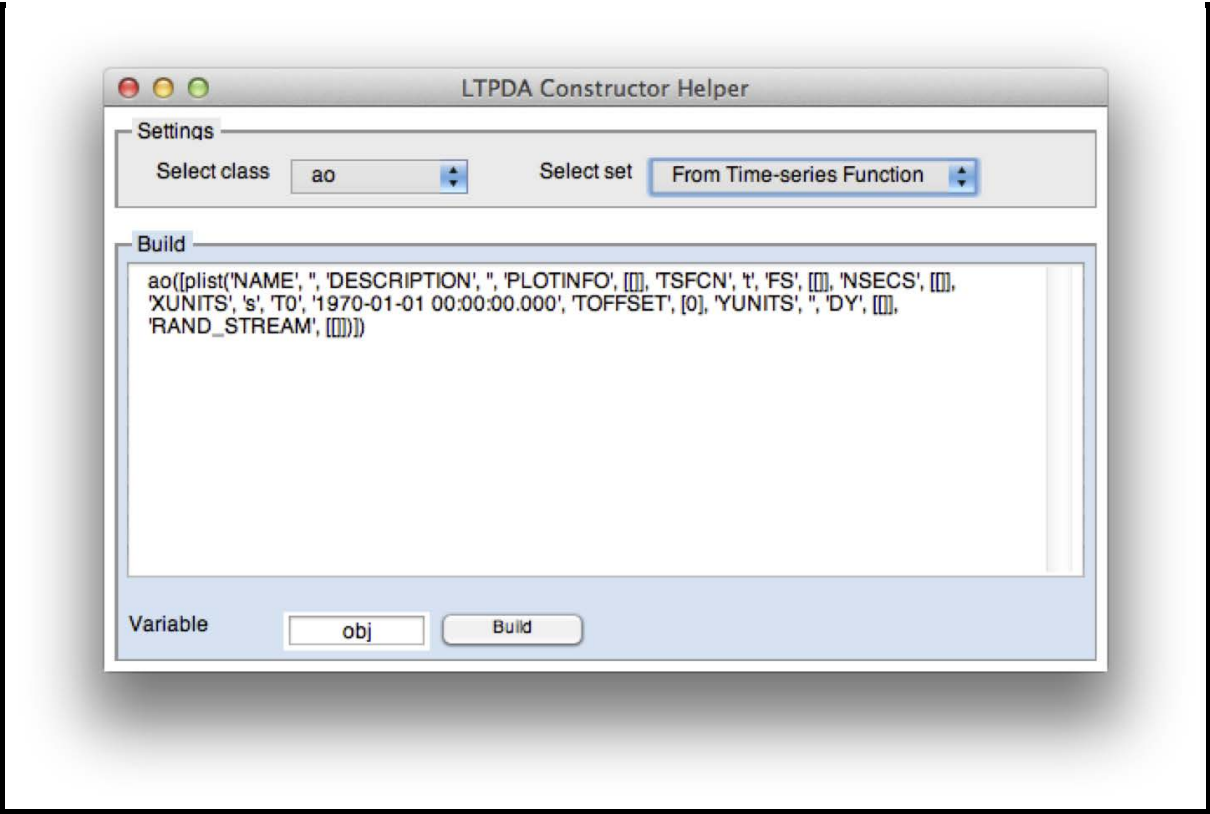 LTPDA Constructor Helper
Settings
Select class ao Select set From Time-series Function
Build
ao([plist('NAME', '', 'DESCRIPTION', '', 'PLOTINFO', [[]], 'TSFCN', 't', 'FS', [[]], 'NSECS', [[]],
'XUNITS', 's', 'T0', '1970-01-01 00:00:00.000', 'TOFFSET', [0], 'YUNITS', '', 'DY', [[]],
'RAND_STREAM', [[]])])
Variable obj Build